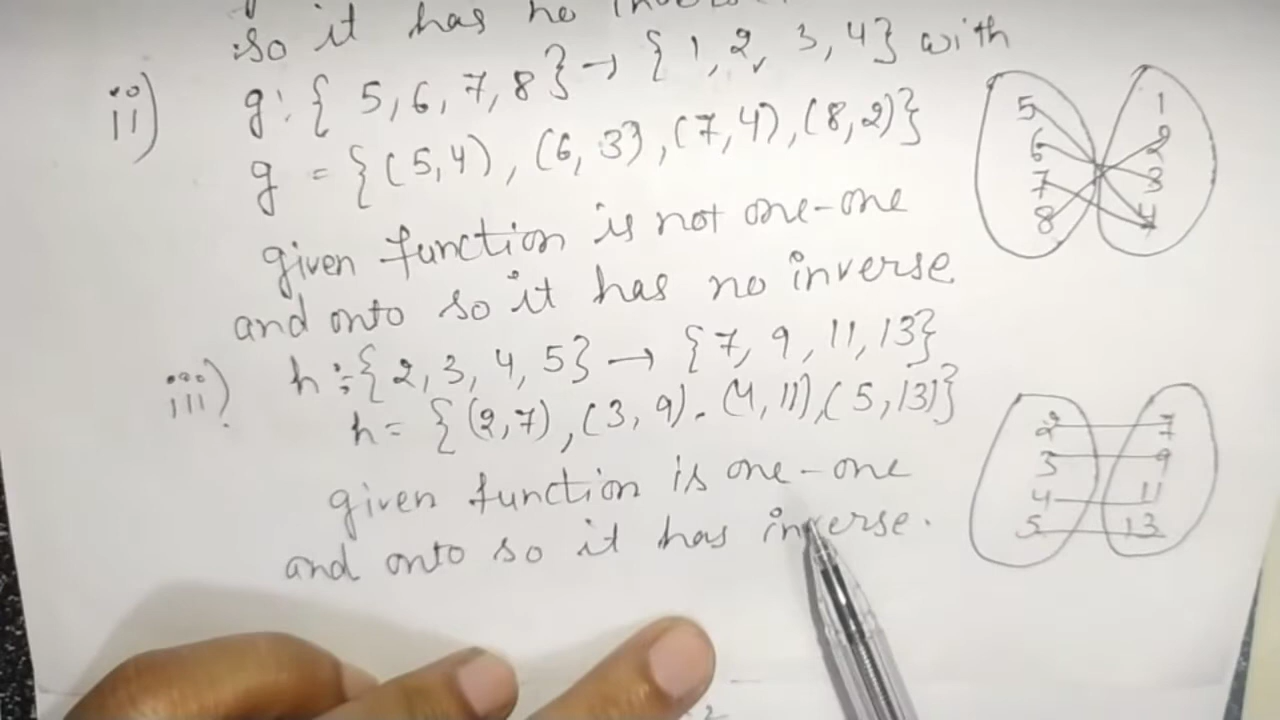 so it has no
ii) g: { 5, 6, 7, 8 } → { 1, 2, 3, 4 } with
g = { (5, 4), (6, 3}, (7, 4), (8, 2) }
given function is not one-one
and onto so it has no inverse
iii) h: { 2, 3, 4, 5 } → { 7, 9, 11, 13 }
h = { (2, 7), (3, 9). (4, 11), (5, 13) }
given function is one-one
and onto so it has inverse.
5 1
6 2
7 3
8 4
2 7
3 9
4 11
5 13